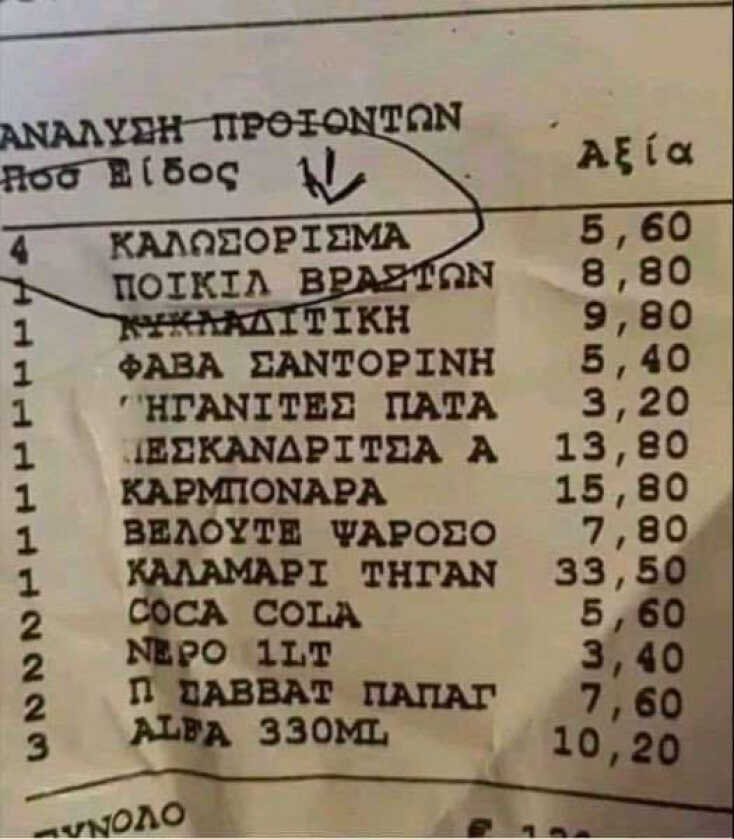 ΑΝΑΛΥΣΗ ΠΡΟΙΟΝΤΩΝ
Ποσ Είδος Αξία
4 ΚΑΛΩΣΟΡΙΣΜΑ 5,60
1 ΠΟΙΚΙΛ ΒΡΑΣΤΩΝ 8,80
1 ΚΥΚΛΑΔΙΤΙΚΗ 9,80
1 ΦΑΒΑ ΣΑΝΤΟΡΙΝΗ 5,40
1 ΤΗΓΑΝΙΤΕΣ ΠΑΤΑ 3,20
1 ΠΕΣΚΑΝΔΡΙΤΣΑ Α 13,80
1 ΚΑΡΜΠΟΝΑΡΑ 15,80
1 ΒΕΛΟΥΤΕ ΨΑΡΟΣΟ 7,80
1 ΚΑΛΑΜΑΡΙ ΤΗΓΑΝ 33,50
2 COCA COLA 5,60
2 ΝΕΡΟ 1LT 3,40
2 Π ΣΑΒΒΑΤ ΠΑΠΑΓ 7,60
3 ALFA 330ML 10,20
ΣΥΝΟΛΟ €